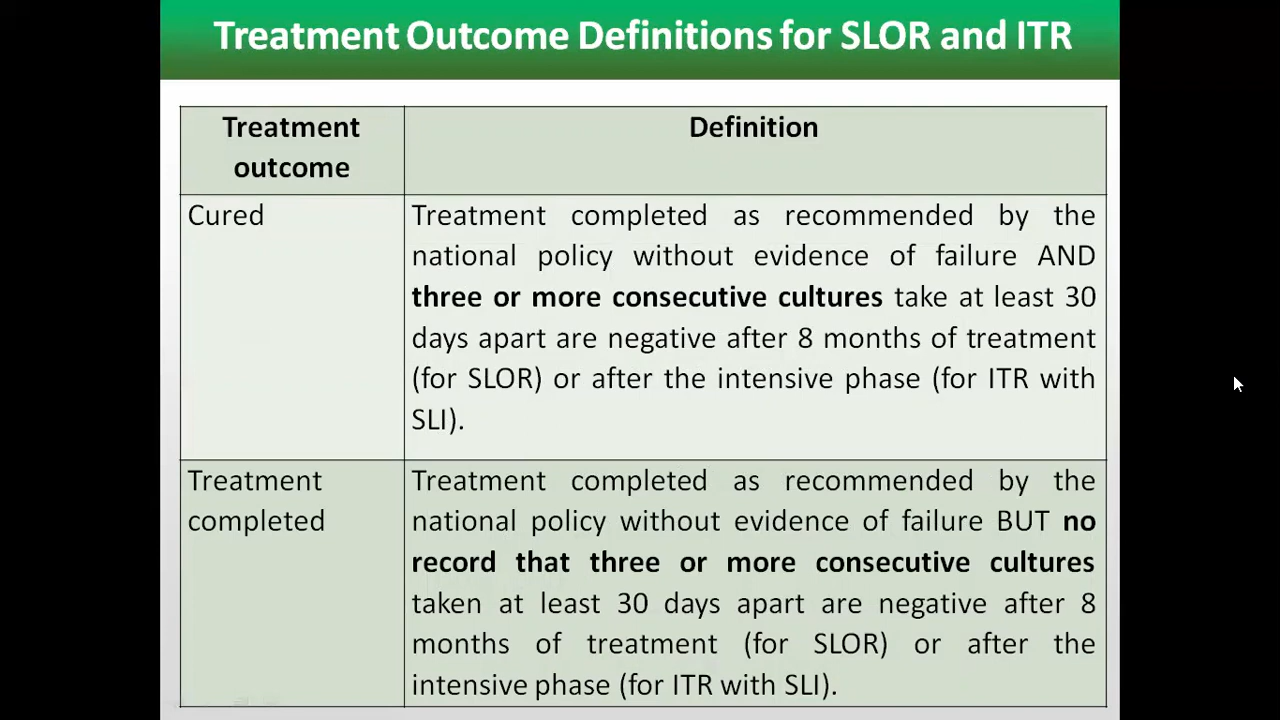 Treatment Outcome Definitions for SLOR and ITR
Treatment
outcome
Definition
Cured
Treatment completed as recommended by the
national policy without evidence of failure AND
three or more consecutive cultures take at least 30
days apart are negative after 8 months of treatment
(for SLOR) or after the intensive phase (for ITR with
SLI).
Treatment
completed
Treatment completed as recommended by the
national policy without evidence of failure BUT no
record that three or more consecutive cultures
taken at least 30 days apart are negative after 8
months of treatment (for SLOR) or after the
intensive phase (for ITR with SLI).